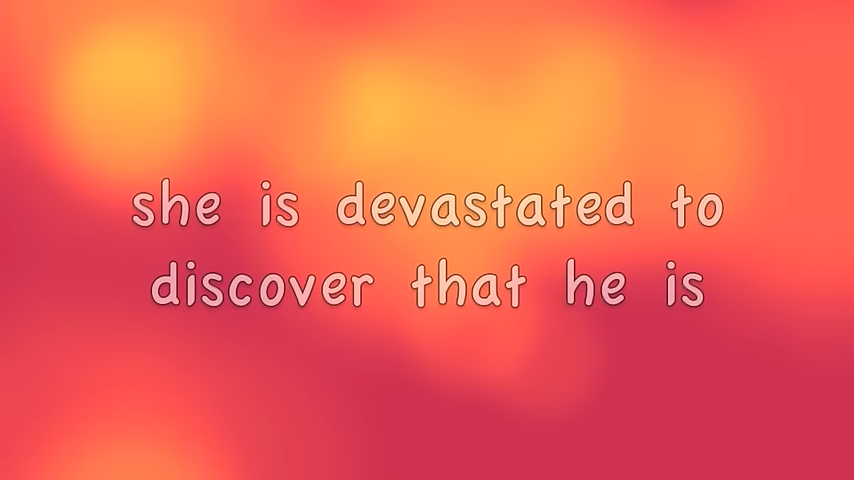 she is devastated to
discover that he is